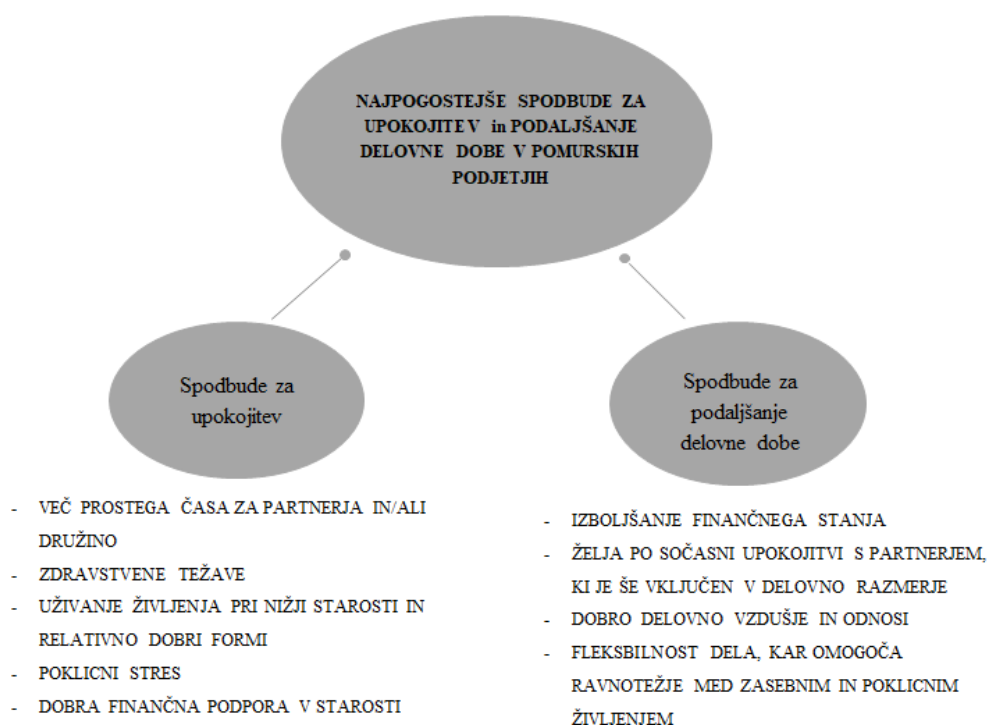 NAJPOGOSTEJŠE SPODBUDE ZA
UPOKOJITEV in PODALJŠANJE
DELOVNE DOBE V POMURSKIH
PODJETJIH
Spodbude za
upokojitev
- VEČ PROSTEGA ČASA ZA PARTNERJA IN/ALI
DRUŽINO
- ZDRAVSTVENE TEŽAVE
- UŽIVANJE ŽIVLJENJA PRI NIŽJI STAROSTI IN
RELATIVNO DOBRI FORMI
- POKLICNI STRES
- DOBRA FINANČNA PODPORA V STAROSTI
Spodbude za
podaljšanje
delovne dobe
- IZBOLJŠANJE FINANČNEGA STANJA
- ŽELJA PO SOČASNI UPOKOJITVI S PARTNERJEM,
KI JE ŠE VKLJUČEN V DELOVNO RAZMERJE
- DOBRO DELOVNO VZDUŠJE IN ODNOSI
- FLEKSBILNOST DELA, KAR OMOGOČA
RAVNOTEŽJE MED ZASEBNIM IN POKLICNIM
ŽIVLJENJEM